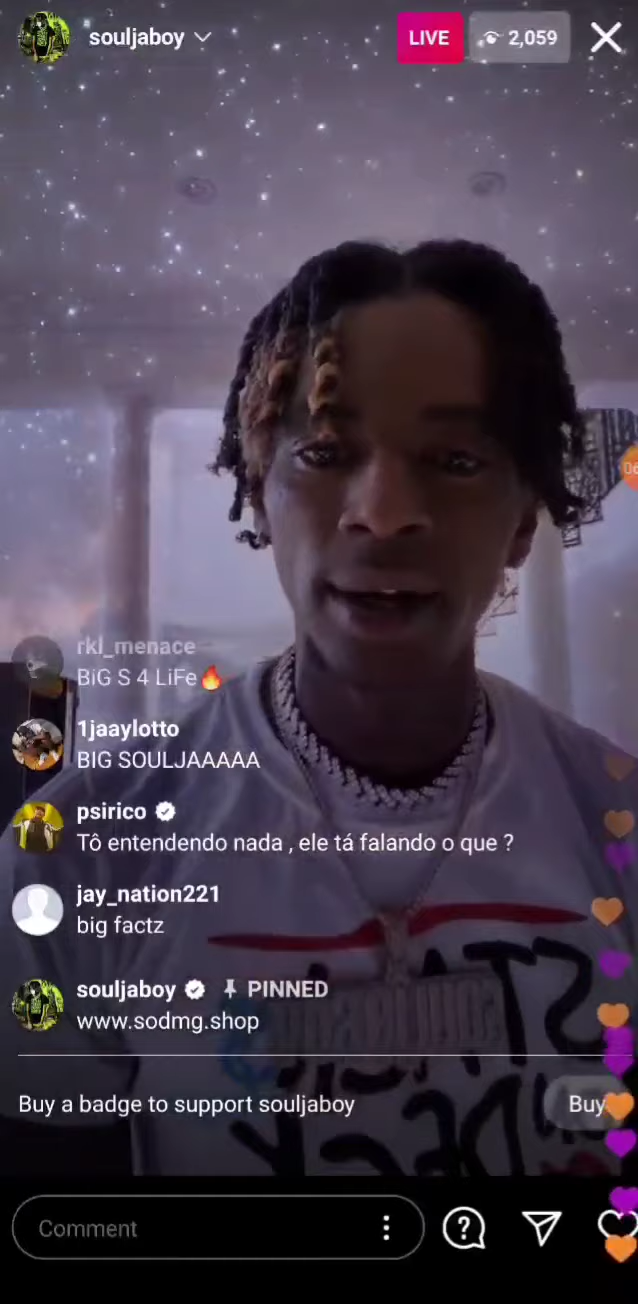 souljaboy
LIVE
2,059
rkl_menace
BiG S 4 LiFe🔥
1jaaylotto
BIG SOULJAAAAA
psirico
Tô entendendo nada , ele tá falando o que ?
jay_nation221
big factz
souljaboy PINNED
www.sodmg.shop
Buy a badge to support souljaboy
Buy
Comment